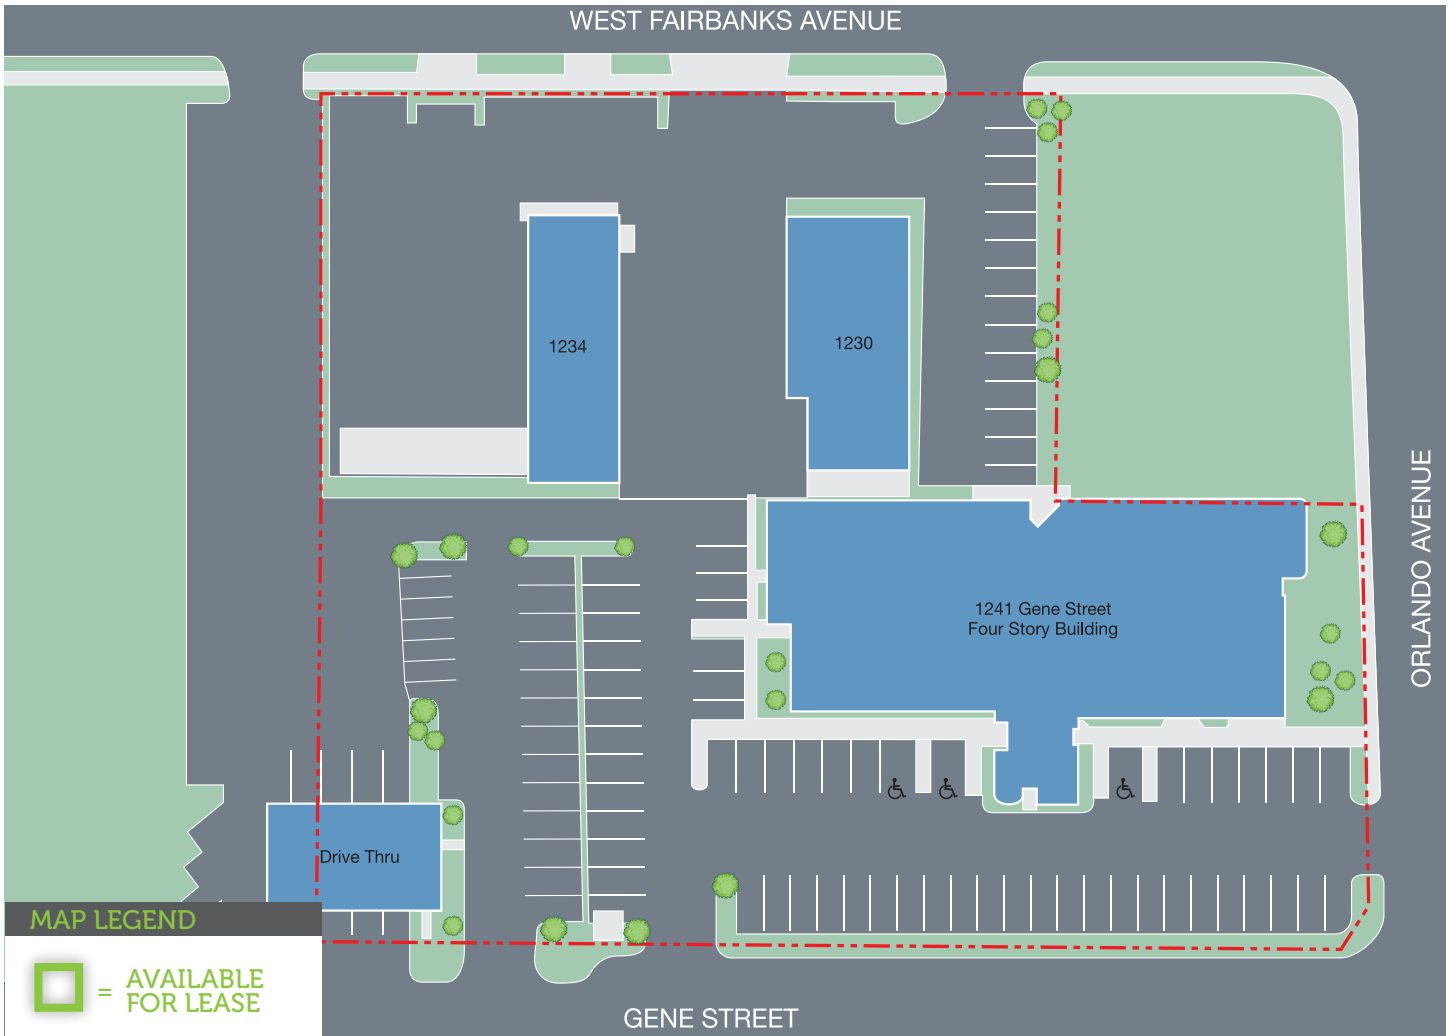 WEST FAIRBANKS AVENUE
1234
1230
ORLANDO AVENUE
1241 Gene Street
Four Story Building
Drive Thru
MAP LEGEND
= AVAILABLE
FOR LEASE
GENE STREET